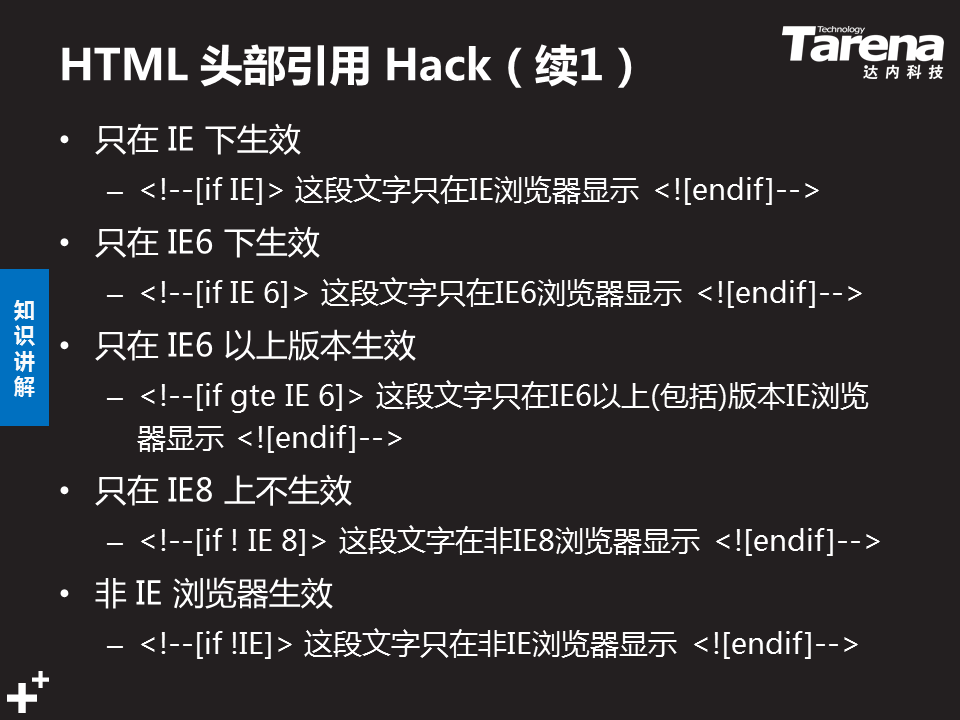 HTML 头部引用 Hack（续1）
Technology
Tarena
达内科技
• 只在 IE 下生效
– <!--[if IE]> 这段文字只在IE浏览器显示 <![endif]-->
• 只在 IE6 下生效
– <!--[if IE 6]> 这段文字只在IE6浏览器显示 <![endif]-->
• 只在 IE6 以上版本生效
– <!--[if gte IE 6]> 这段文字只在IE6以上(包括)版本IE浏览
器显示 <![endif]-->
• 只在 IE8 上不生效
– <!--[if ! IE 8]> 这段文字在非IE8浏览器显示 <![endif]-->
• 非 IE 浏览器生效
– <!--[if !IE]> 这段文字只在非IE浏览器显示 <![endif]-->
知
识
讲
解